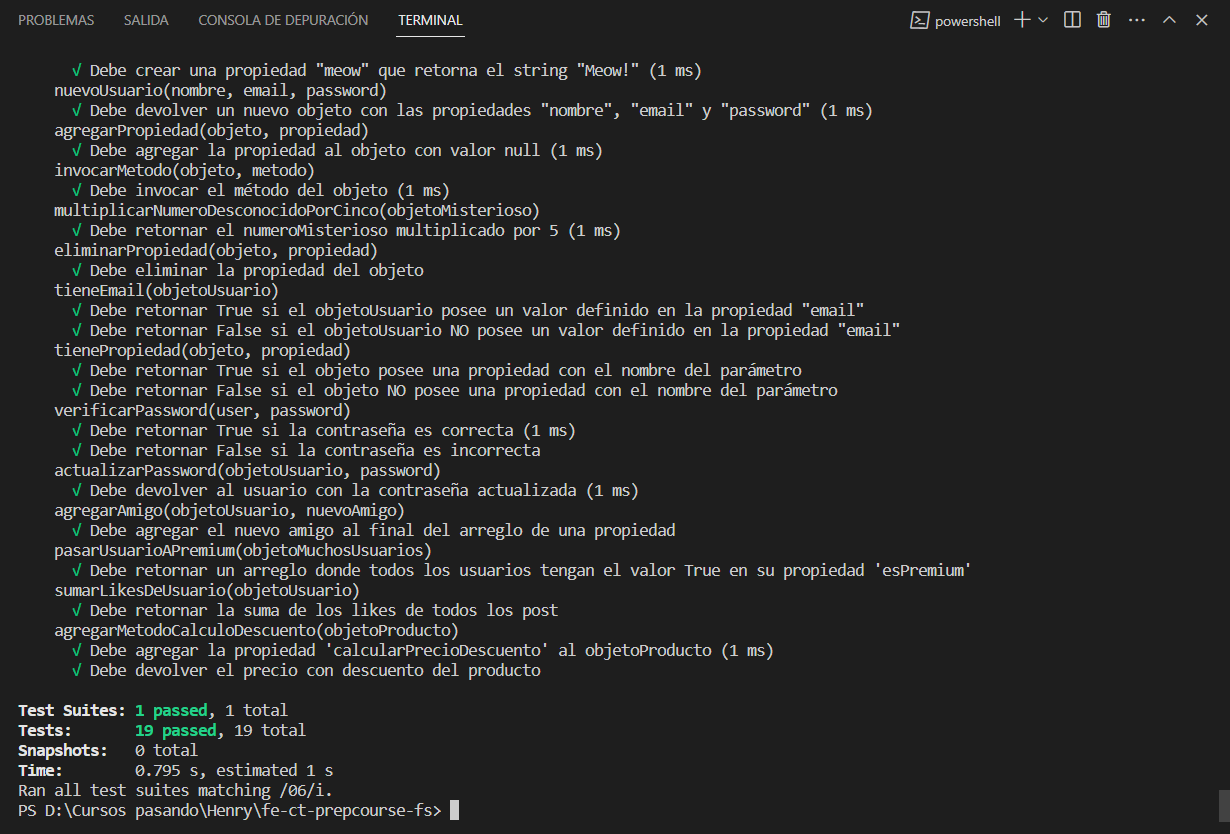 PROBLEMAS SALIDA CONSOLA DE DEPURACIÓN TERMINAL powershell
√ Debe crear una propiedad "meow" que retorna el string "Meow!" (1 ms)
nuevoUsuario(nombre, email, password)
√ Debe devolver un nuevo objeto con las propiedades "nombre", "email" y "password" (1 ms)
agregarPropiedad(objeto, propiedad)
√ Debe agregar la propiedad al objeto con valor null (1 ms)
invocarMetodo(objeto, metodo)
√ Debe invocar el método del objeto (1 ms)
multiplicarNumeroDesconocidoPorCinco(objetoMisterioso)
√ Debe retornar el numeroMisterioso multiplicado por 5 (1 ms)
eliminarPropiedad(objeto, propiedad)
√ Debe eliminar la propiedad del objeto
tieneEmail(objetoUsuario)
√ Debe retornar True si el objetoUsuario posee un valor definido en la propiedad "email"
√ Debe retornar False si el objetoUsuario NO posee un valor definido en la propiedad "email"
tienePropiedad(objeto, propiedad)
√ Debe retornar True si el objeto posee una propiedad con el nombre del parámetro
√ Debe retornar False si el objeto NO posee una propiedad con el nombre del parámetro
verificarPassword(user, password)
√ Debe retornar True si la contraseña es correcta (1 ms)
√ Debe retornar False si la contraseña es incorrecta
actualizarPassword(objetoUsuario, password)
√ Debe devolver al usuario con la contraseña actualizada (1 ms)
agregarAmigo(objetoUsuario, nuevoAmigo)
√ Debe agregar el nuevo amigo al final del arreglo de una propiedad
pasarUsuarioAPremium(objetoMuchosUsuarios)
√ Debe retornar un arreglo donde todos los usuarios tengan el valor True en su propiedad 'esPremium'
sumarLikesDeUsuario(objetoUsuario)
√ Debe retornar la suma de los likes de todos los post
agregarMetodoCalculoDescuento(objetoProducto)
√ Debe agregar la propiedad 'calcularPrecioDescuento' al objetoProducto (1 ms)
√ Debe devolver el precio con descuento del producto
Test Suites: 1 passed, 1 total
Tests: 19 passed, 19 total
Snapshots: 0 total
Time: 0.795 s, estimated 1 s
Ran all test suites matching /06/i.
PS D:\Cursos pasando\Henry\fe-ct-prepcourse-fs>